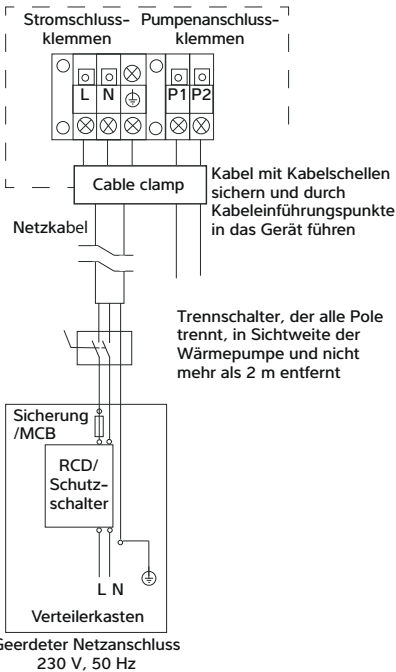 Stromschluss-
klemmen
Pumpenanschluss-
klemmen
L N P1 P2
Cable clamp
Kabel mit Kabelschellen
sichern und durch
Kabeleinführungspunkte
in das Gerät führen
Netzkabel
Trennschalter, der alle Pole
trennt, in Sichtweite der
Wärmepumpe und nicht
mehr als 2 m entfernt
Sicherung
/MCB
RCD/
Schutz-
schalter
L N
Verteilerkasten
Geerdeter Netzanschluss
230 V, 50 Hz